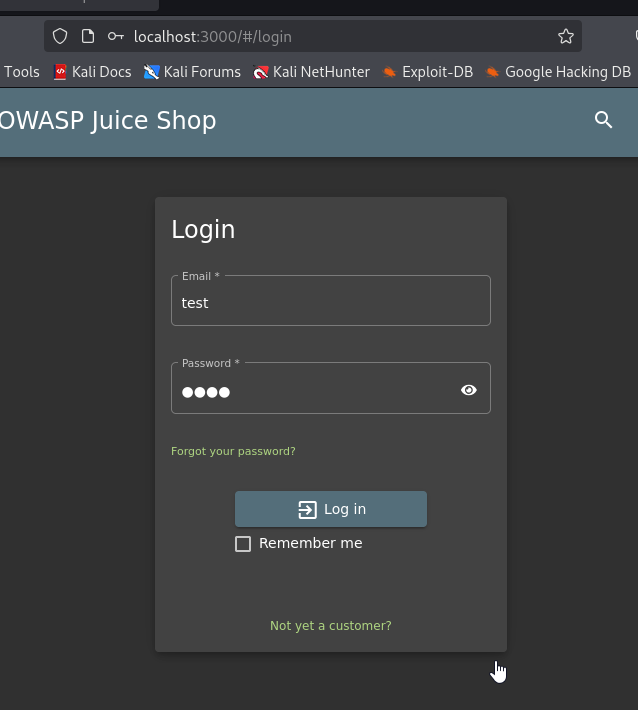 localhost:3000/#/login
Tools Kali Docs Kali Forums Kali NetHunter Exploit-DB Google Hacking DB
OWASP Juice Shop
Login
Email *
test
Password *
Forgot your password?
Log in
Remember me
Not yet a customer?